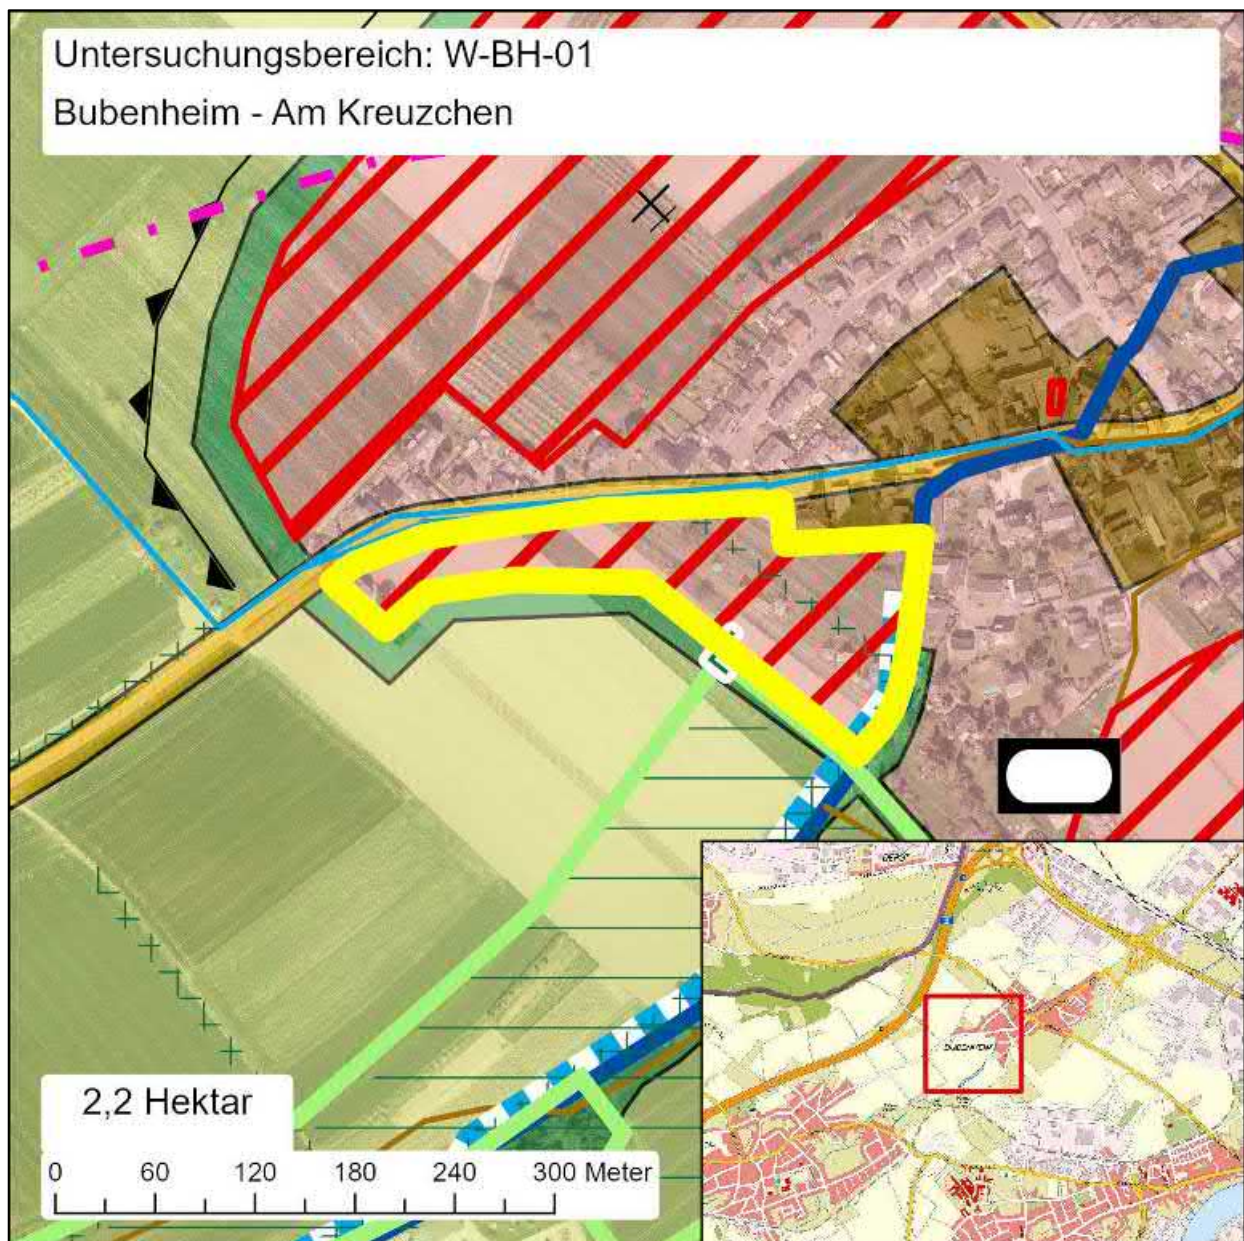 Untersuchungsbereich: W-BH-01
Bubenheim - Am Kreuzchen
2,2 Hektar
0 60 120 180 240 300 Meter